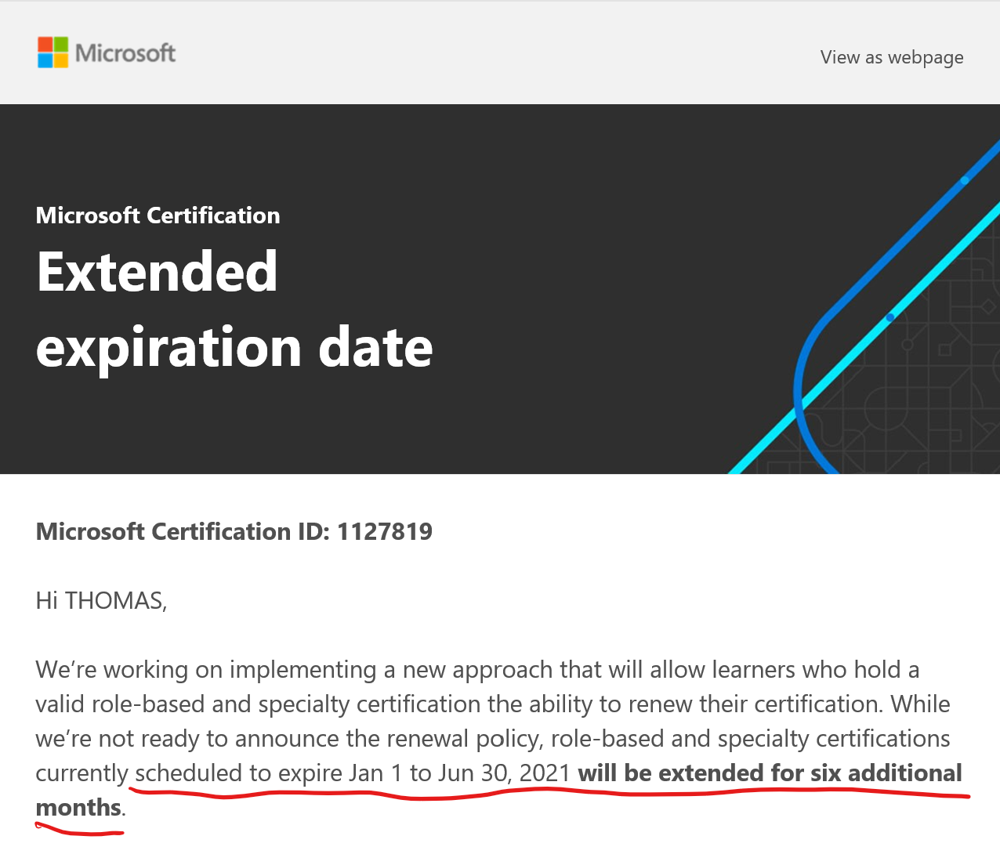 Microsoft
View as webpage
Microsoft Certification
Extended
expiration date
Microsoft Certification ID: 1127819
Hi THOMAS,
We’re working on implementing a new approach that will allow learners who hold a
valid role-based and specialty certification the ability to renew their certification. While
we’re not ready to announce the renewal policy, role-based and specialty certifications
currently scheduled to expire Jan 1 to Jun 30, 2021 will be extended for six additional
months.